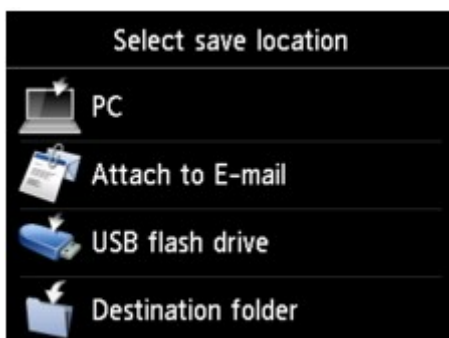 Select save location
PC
Attach to E-mail
USB flash drive
Destination folder